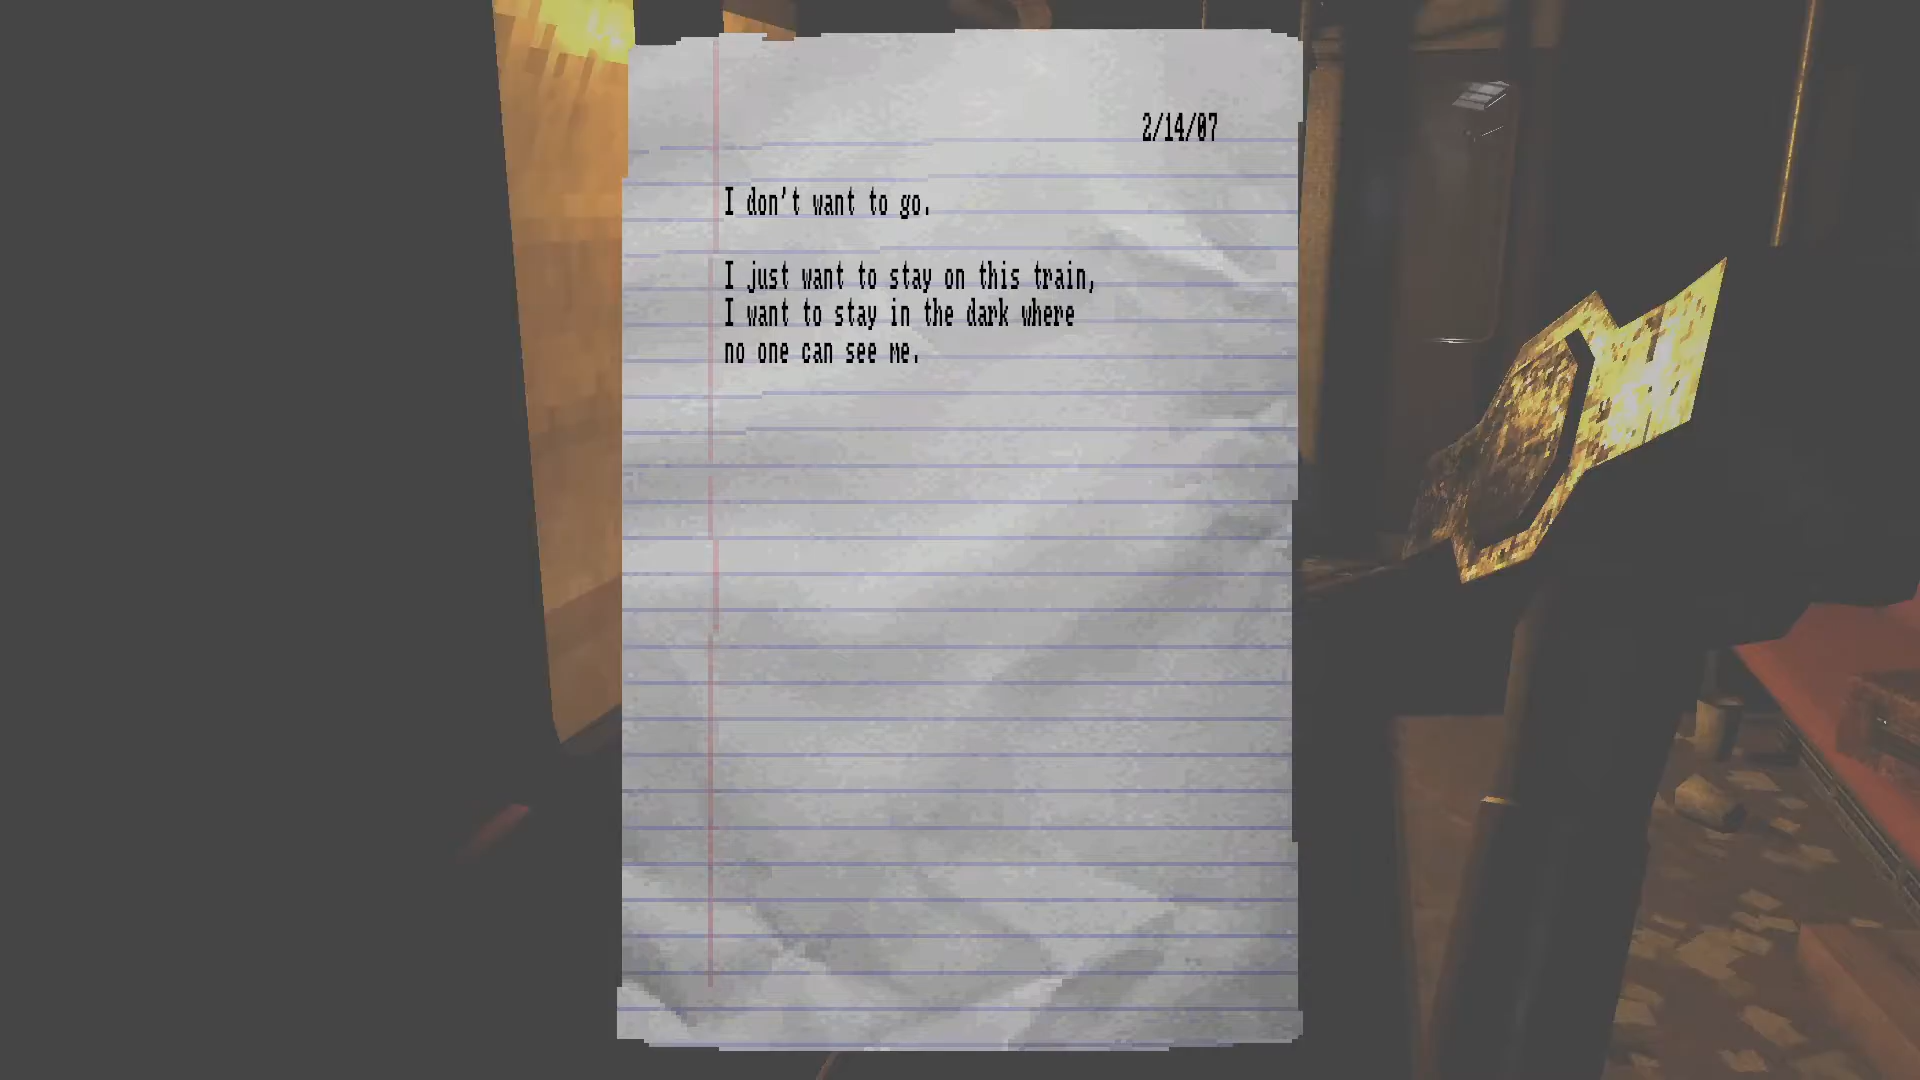 2/14/07
I don't want to go.
I just want to stay on this train,
I want to stay in the dark where
no one can see me.